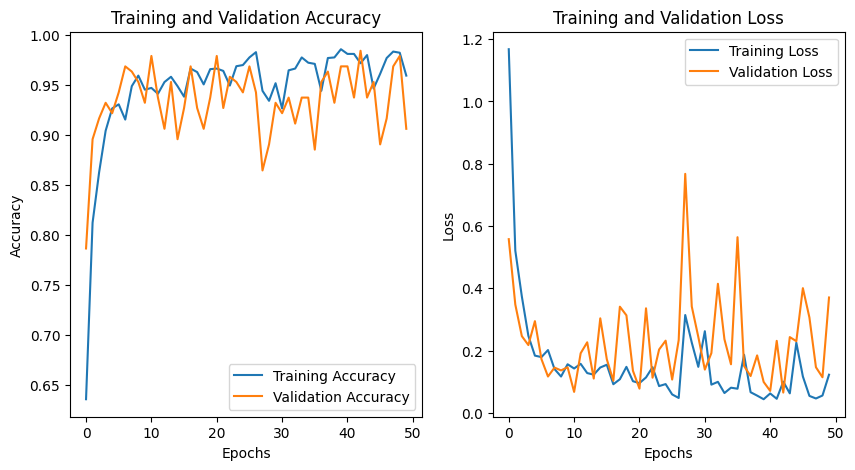 Training and Validation Accuracy
1.00
0.95
0.90
0.85
0.80
0.75
0.70
0.65
Accuracy
Training Accuracy
Validation Accuracy
0 10 20 30 40 50
Epochs
Training and Validation Loss
1.2
1.0
0.8
0.6
0.4
0.2
0.0
Loss
Training Loss
Validation Loss
0 10 20 30 40 50
Epochs